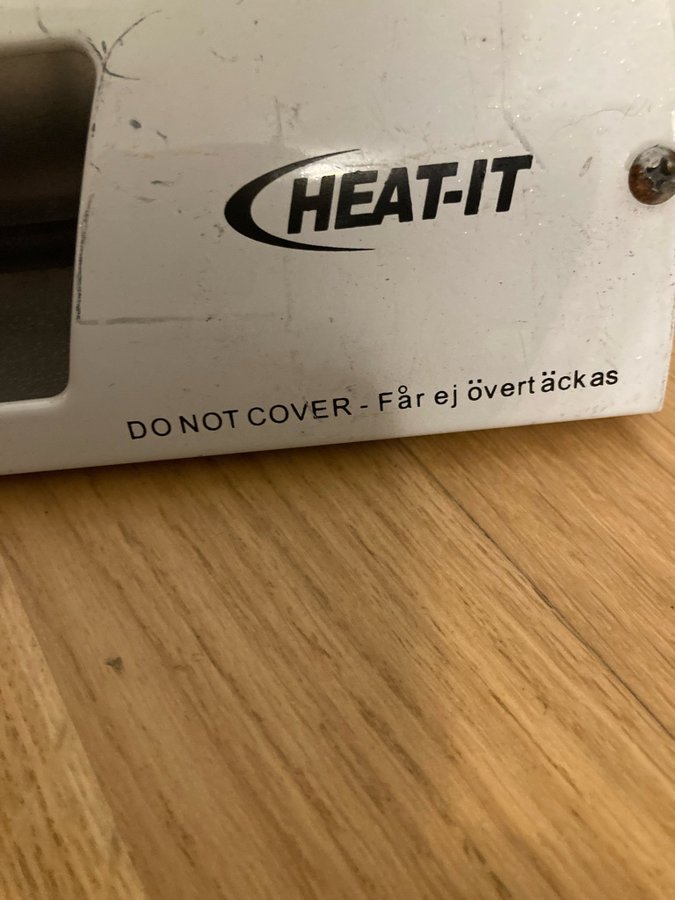 HEAT-IT
DO NOT COVER - Får ej övertäckas